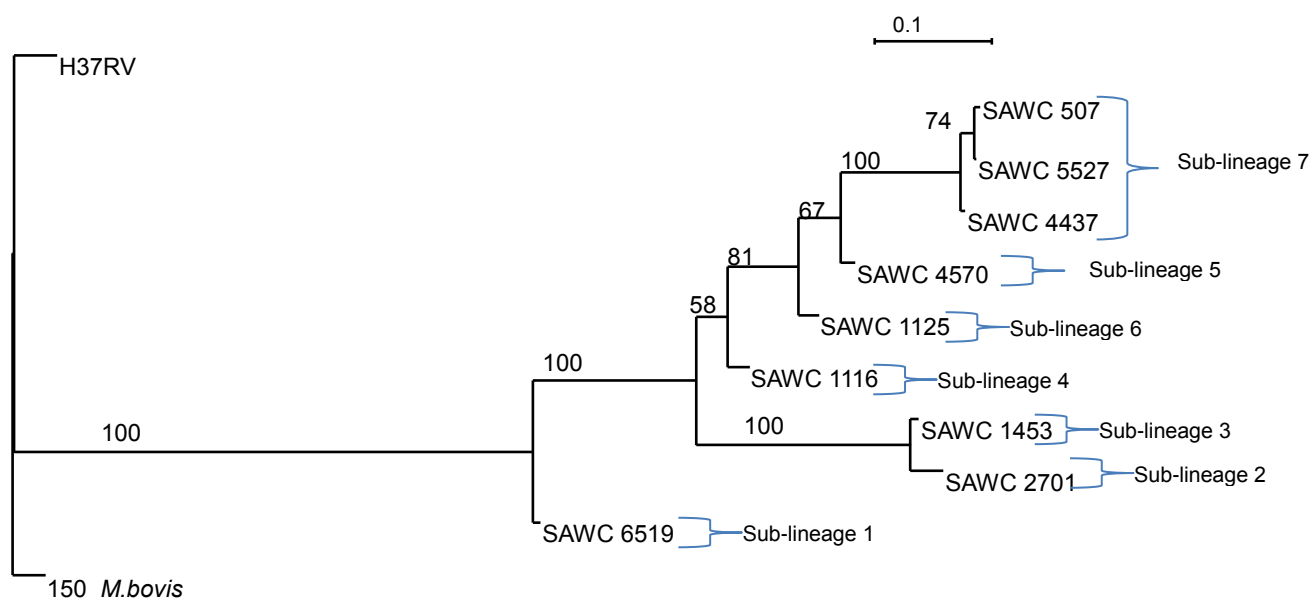 0.1
H37RV
SAWC 507
74
100
SAWC 5527
Sub-lineage 7
67
SAWC 4437
81
SAWC 4570
Sub-lineage 5
58
SAWC 1125
Sub-lineage 6
100
SAWC 1116
Sub-lineage 4
100
100
SAWC 1453
Sub-lineage 3
SAWC 2701
Sub-lineage 2
SAWC 6519
Sub-lineage 1
150 M.bovis